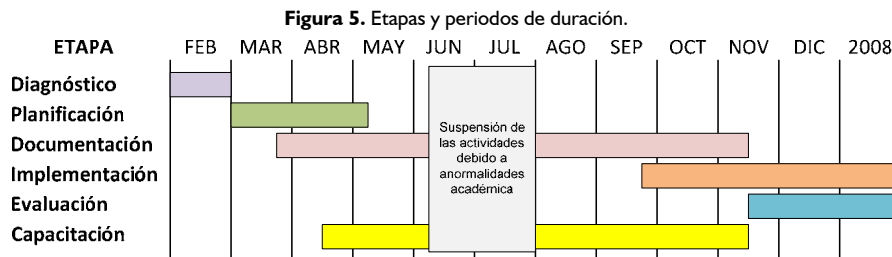 Figura 5. Etapas y periodos de duración.
ETAPA FEB MAR ABR MAY JUN JUL AGO SEP OCT NOV DIC 2008
Diagnóstico
Planificación
Documentación
Implementación
Evaluación
Capacitación
Suspensión de
las actividades
debido a
anormalidades
académica